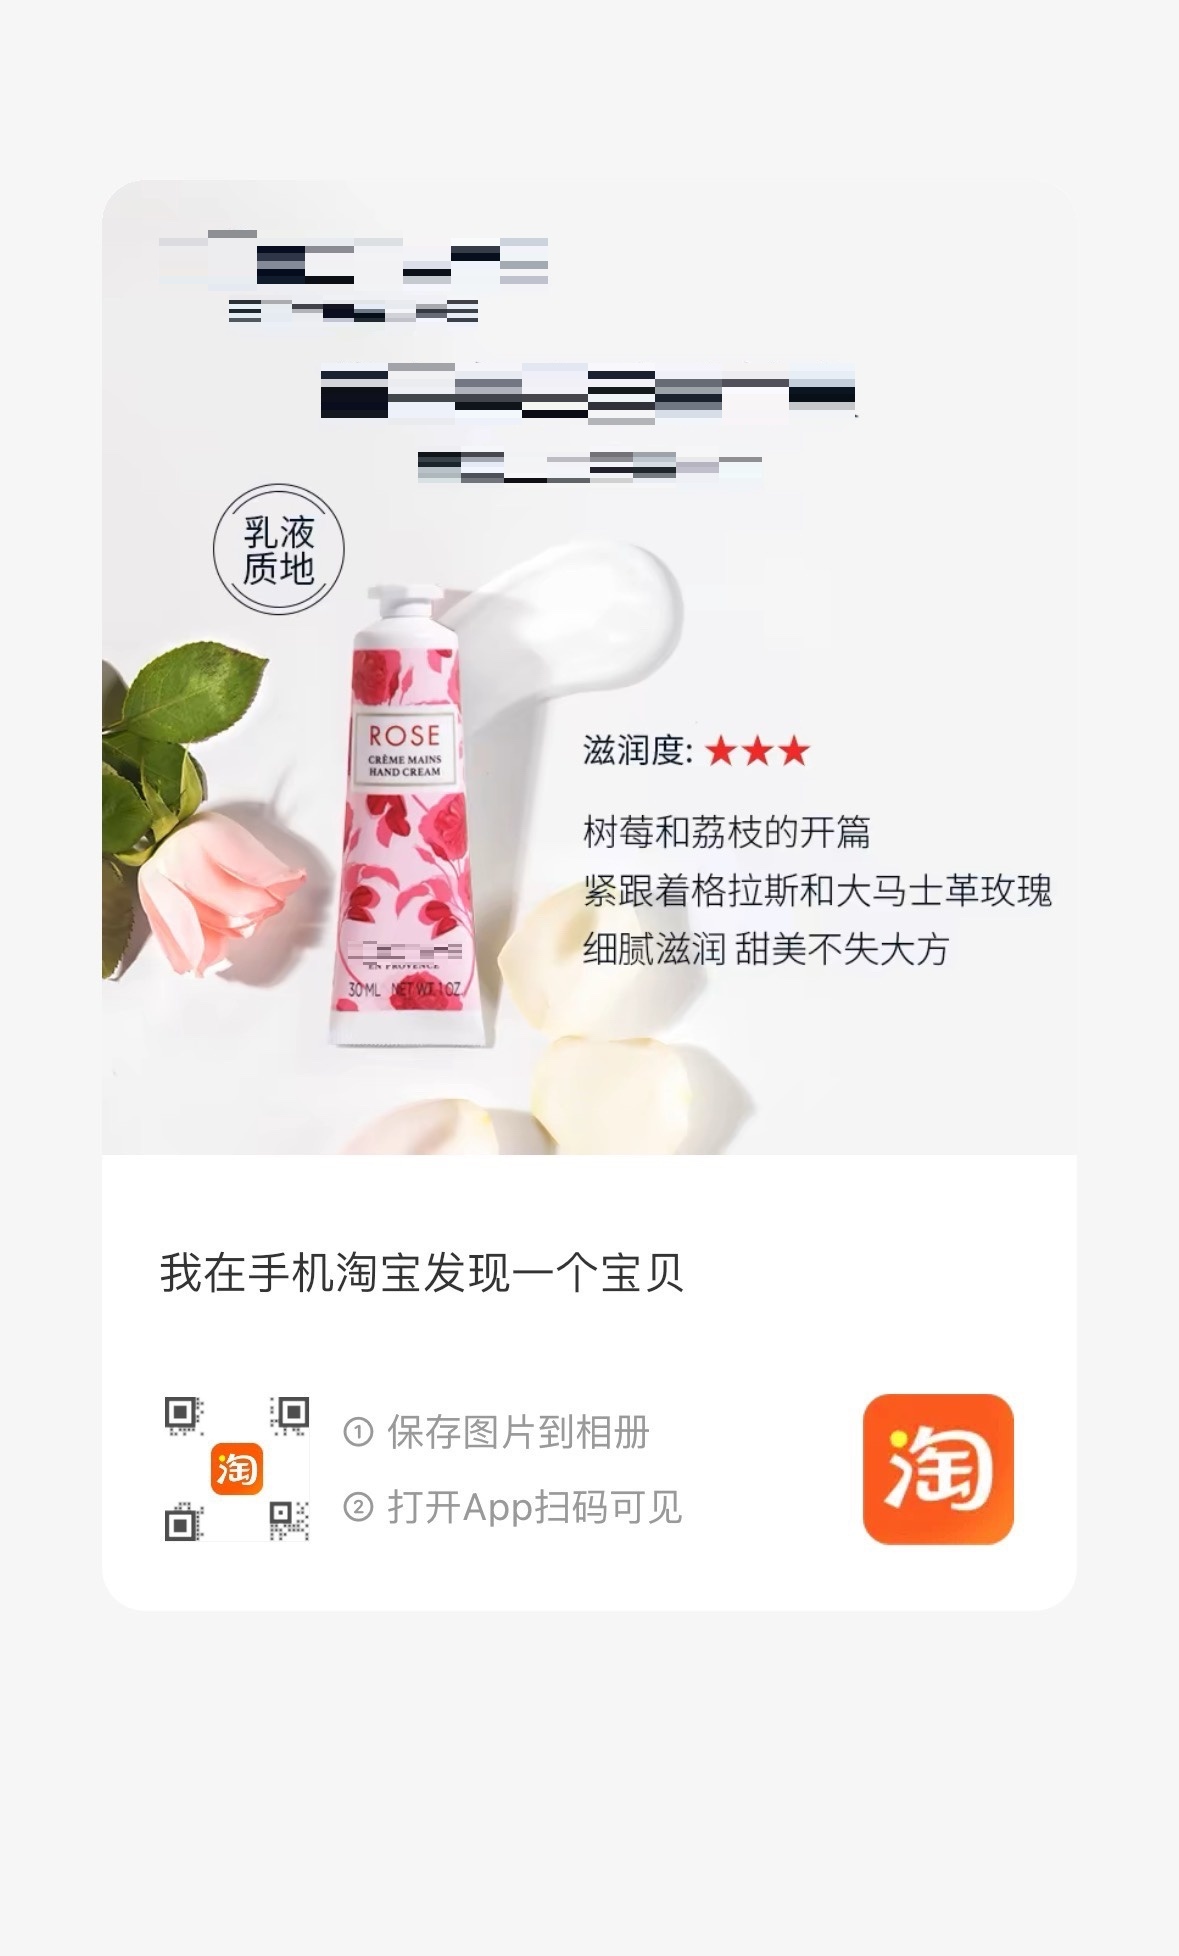 乳液
质地
ROSE
CRÈME MAINS
HAND CREAM
EN PROVENCE
30 ML NET WT. 1 OZ.
滋润度: ★★★
树莓和荔枝的开篇
紧跟着格拉斯和大马士革玫瑰
细腻滋润 甜美不失大方
我在手机淘宝发现一个宝贝
① 保存图片到相册
② 打开App扫码可见
淘
淘